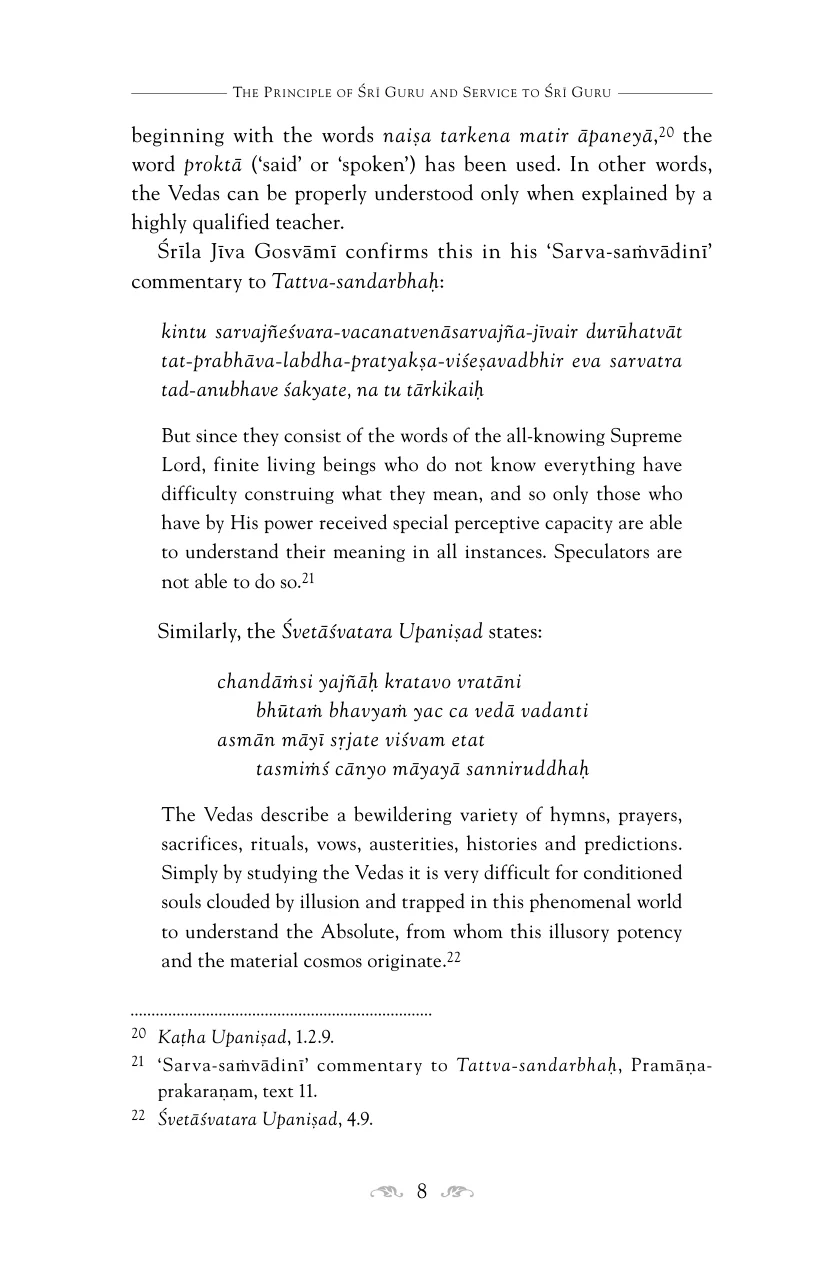 The Principle of Śrī Guru and Service to Śrī Guru
beginning with the words naiṣa tarkena matir āpaneyā,20 the
word proktā (‘said’ or ‘spoken’) has been used. In other words,
the Vedas can be properly understood only when explained by a
highly qualified teacher.
Śrīla Jīva Gosvāmī confirms this in his ‘Sarva-saṁvādinī’
commentary to Tattva-sandarbhaḥ:
kintu sarvajñeśvara-vacanatvenāsarvajña-jīvair durūhatvāt
tat-prabhāva-labdha-pratyakṣa-viśeṣavadbhir eva sarvatra
tad-anubhave śakyate, na tu tārkikaiḥ
But since they consist of the words of the all-knowing Supreme
Lord, finite living beings who do not know everything have
difficulty construing what they mean, and so only those who
have by His power received special perceptive capacity are able
to understand their meaning in all instances. Speculators are
not able to do so.21
Similarly, the Śvetāśvatara Upaniṣad states:
chandāṁsi yajñāḥ kratavo vratāni
bhūtaṁ bhavyaṁ yac ca vedā vadanti
asmān māyī sṛjate viśvam etat
tasmiṁś cānyo māyayā sanniruddhaḥ
The Vedas describe a bewildering variety of hymns, prayers,
sacrifices, rituals, vows, austerities, histories and predictions.
Simply by studying the Vedas it is very difficult for conditioned
souls clouded by illusion and trapped in this phenomenal world
to understand the Absolute, from whom this illusory potency
and the material cosmos originate.22
20 Kaṭha Upaniṣad, 1.2.9.
21 ‘Sarva-saṁvādinī’ commentary to Tattva-sandarbhaḥ, Pramāṇa-
prakaraṇam, text 11.
22 Śvetāśvatara Upaniṣad, 4.9.
8